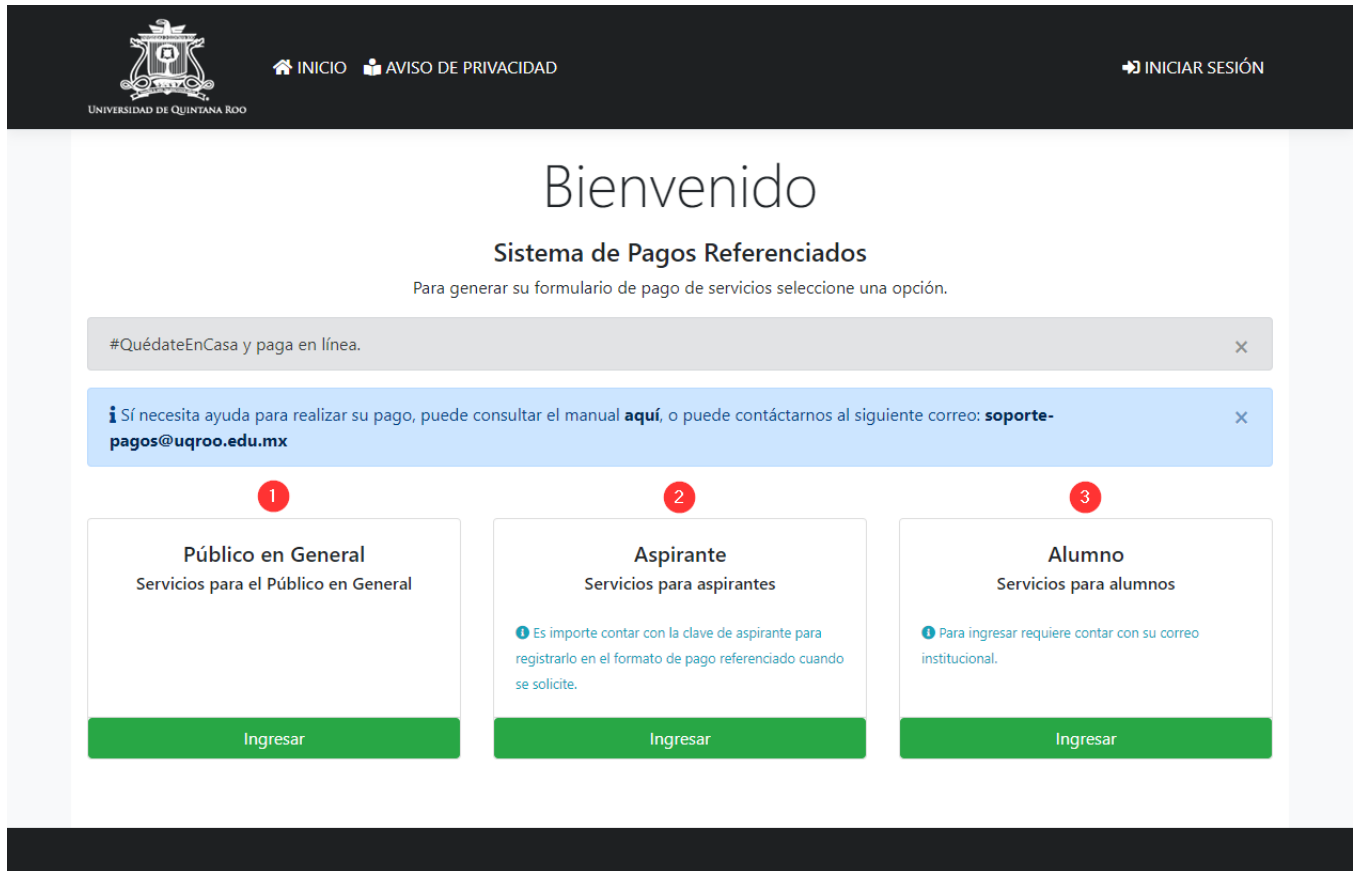 UNIVERSIDAD DE QUINTANA ROO
INICIO
AVISO DE PRIVACIDAD
INICIAR SESIÓN
Bienvenido
Sistema de Pagos Referenciados
Para generar su formulario de pago de servicios seleccione una opción.
#QuédateEnCasa y paga en línea.
×
Sí necesita ayuda para realizar su pago, puede consultar el manual aquí, o puede contáctarnos al siguiente correo: soporte-
pagos@uqroo.edu.mx
×
1
Público en General
Servicios para el Público en General
Ingresar
2
Aspirante
Servicios para aspirantes
Es importe contar con la clave de aspirante para
registrarlo en el formato de pago referenciado cuando
se solicite.
Ingresar
3
Alumno
Servicios para alumnos
Para ingresar requiere contar con su correo
institucional.
Ingresar